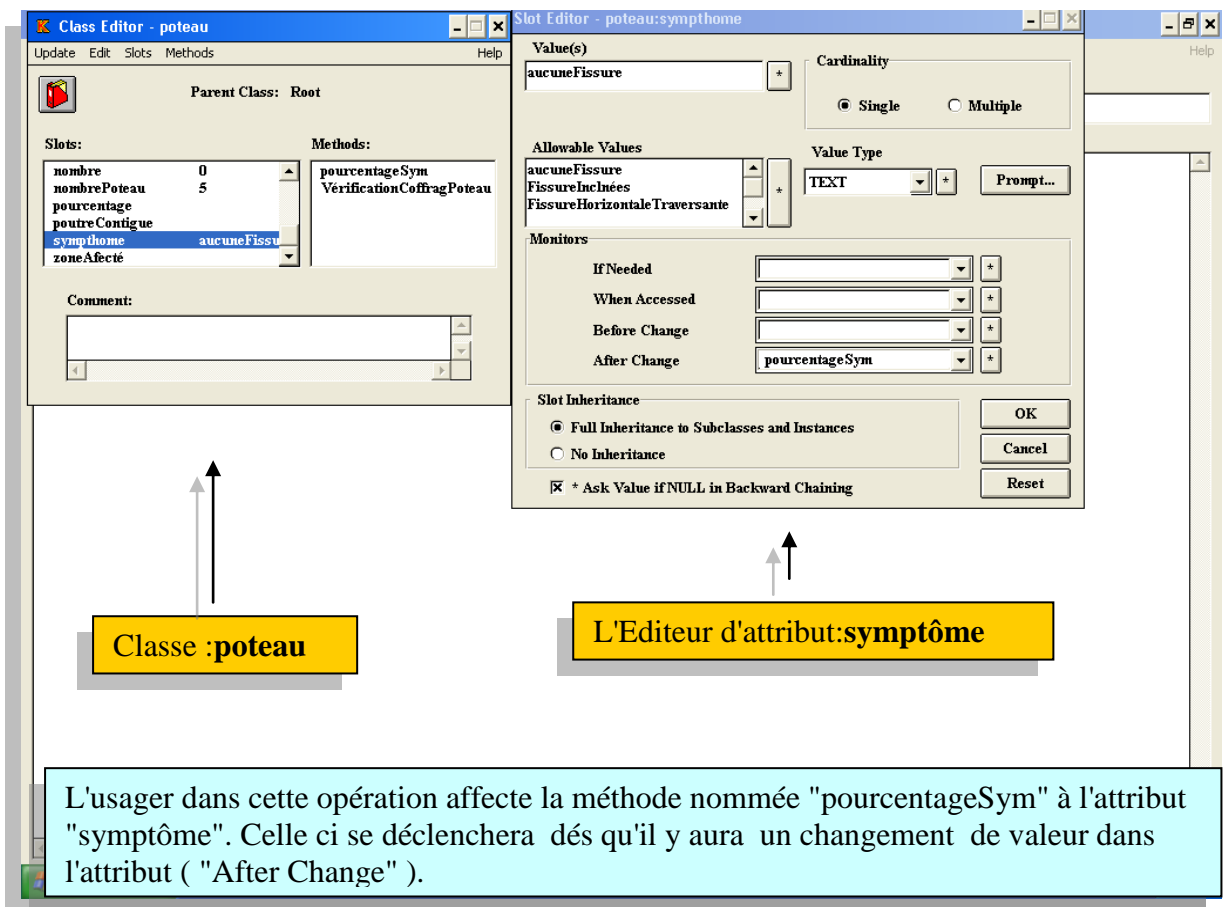 Class Editor - poteau
Update Edit Slots Methods Help
Parent Class: Root
Slots:
nombre 0
nombrePoteau 5
pourcentage
poutreContigue
sympthome aucuneFissu
zoneAfecté
Methods:
pourcentageSym
VérificationCoffragPoteau
Comment:
Slot Editor - poteau:sympthome
Value(s)
aucuneFissure
*
Cardinality
Single Multiple
Allowable Values
aucuneFissure
FissureInclnées
FissureHorizontaleTraversante
*
Value Type
TEXT
*
Prompt...
Monitors
If Needed *
When Accessed *
Before Change *
After Change pourcentageSym *
Slot Inheritance
Full Inheritance to Subclasses and Instances
No Inheritance
* Ask Value if NULL in Backward Chaining
OK
Cancel
Reset
Help
Classe :poteau
L'Editeur d'attribut:symptôme
L'usager dans cette opération affecte la méthode nommée "pourcentageSym" à l'attribut
"symptôme". Celle ci se déclenchera dés qu'il y aura un changement de valeur dans
l'attribut ( "After Change" ).